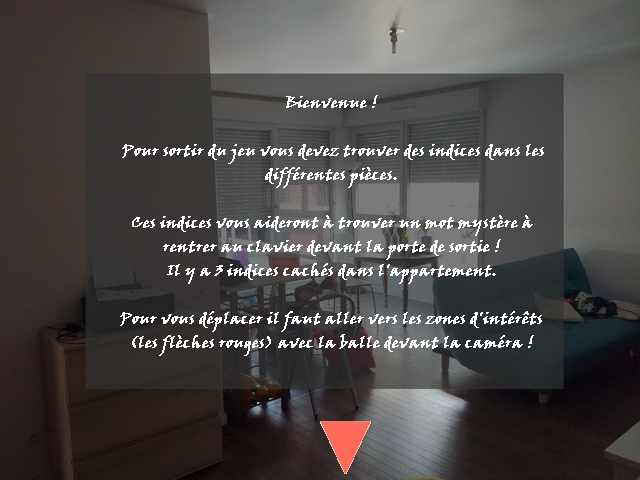 Bienvenue !
Pour sortir du jeu vous devez trouver des indices dans les
différentes pièces.
Ces indices vous aideront à trouver un mot mystère à
rentrer au clavier devant la porte de sortie !
Il y a 3 indices cachés dans l'appartement.
Pour vous déplacer il faut aller vers les zones d'intérêts
(les flèches rouges) avec la balle devant la caméra !